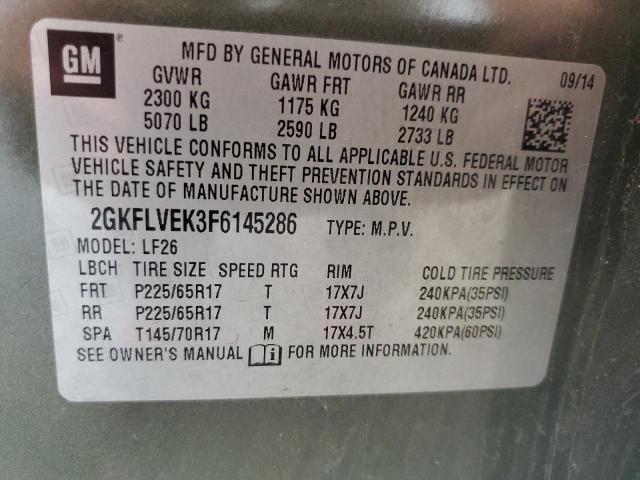 GM
MFD BY GENERAL MOTORS OF CANADA LTD. 09/14
GVWR GAWR FRT GAWR RR
2300 KG 1175 KG 1240 KG
5070 LB 2590 LB 2733 LB
THIS VEHICLE CONFORMS TO ALL APPLICABLE U.S. FEDERAL MOTOR
VEHICLE SAFETY AND THEFT PREVENTION STANDARDS IN EFFECT ON
THE DATE OF MANUFACTURE SHOWN ABOVE.
2GKFLVEK3F6145286 TYPE: M.P.V.
MODEL: LF26
LBCH TIRE SIZE SPEED RTG RIM COLD TIRE PRESSURE
FRT P225/65R17 T 17X7J 240KPA(35PSI)
RR P225/65R17 T 17X7J 240KPA(35PSI)
SPA T145/70R17 M 17X4.5T 420KPA(60PSI)
SEE OWNER'S MANUAL i FOR MORE INFORMATION.